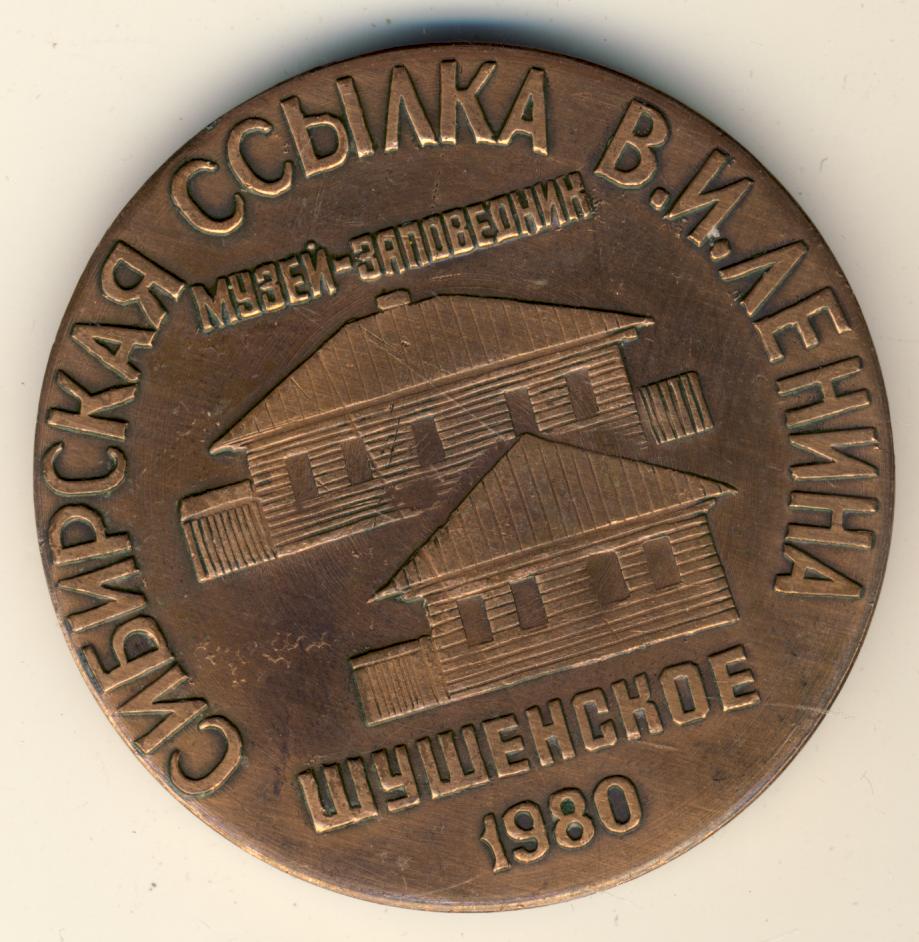 СИБИРСКАЯ ССЫЛКА В.И.ЛЕНИНА
МУЗЕЙ-ЗАПОВЕДНИК
ШУШЕНСКОЕ
1980